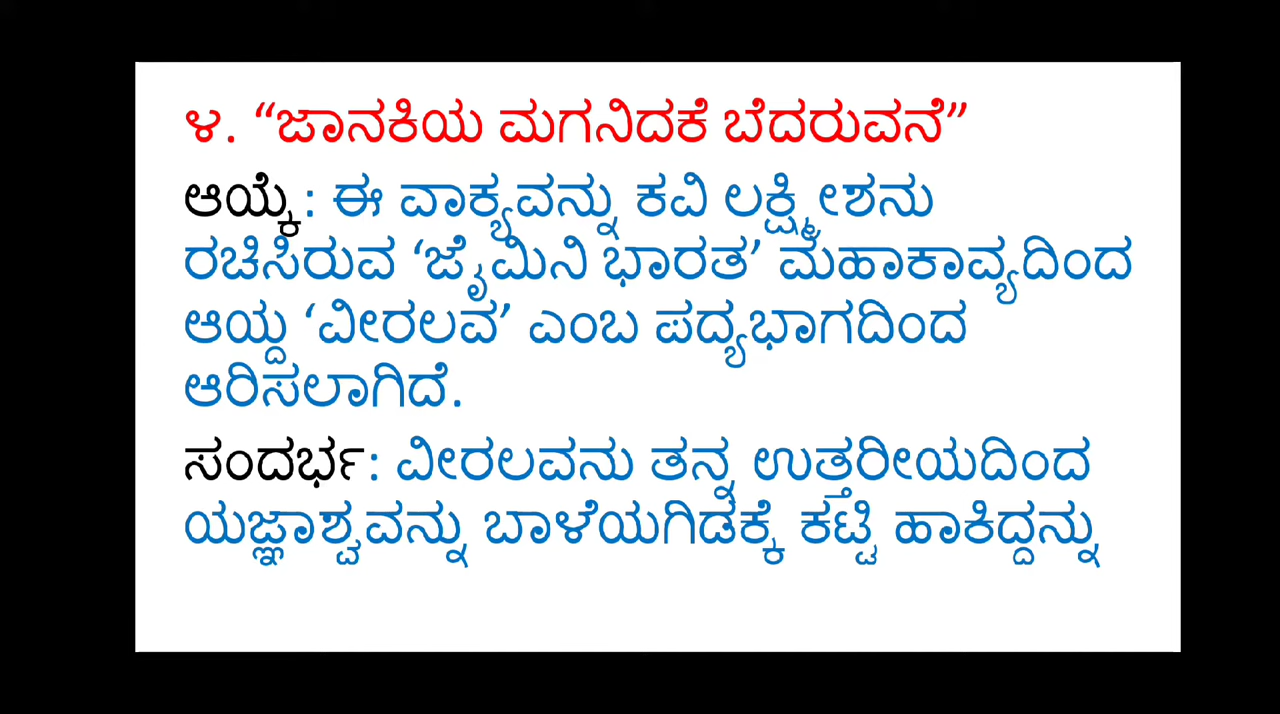 ೪. “ಜಾನಕಿಯ ಮಗನಿದಕೆ ಬೆದರುವನೆ”
ಆಯ್ಕೆ: ಈ ವಾಕ್ಯವನ್ನು ಕವಿ ಲಕ್ಷ್ಮೀಶನು
ರಚಿಸಿರುವ ‘ಜೈಮಿನಿ ಭಾರತ’ ಮಹಾಕಾವ್ಯದಿಂದ
ಆಯ್ದ ‘ವೀರಲವ’ ಎಂಬ ಪದ್ಯಭಾಗದಿಂದ
ಆರಿಸಲಾಗಿದೆ.
ಸಂದರ್ಭ: ವೀರಲವನು ತನ್ನ ಉತ್ತರೀಯದಿಂದ
ಯಜ್ಞಾಶ್ವವನ್ನು ಬಾಳೆಯಗಿಡಕ್ಕೆ ಕಟ್ಟಿ ಹಾಕಿದ್ದನ್ನು